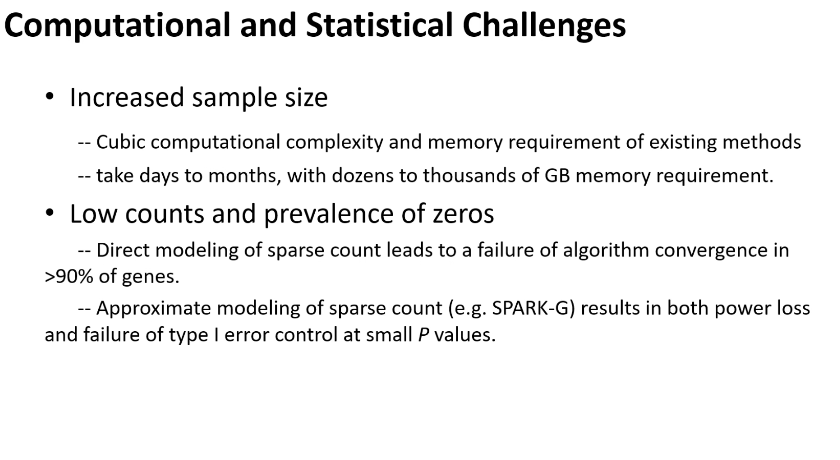 Computational and Statistical Challenges
• Increased sample size
-- Cubic computational complexity and memory requirement of existing methods
-- take days to months, with dozens to thousands of GB memory requirement.
• Low counts and prevalence of zeros
-- Direct modeling of sparse count leads to a failure of algorithm convergence in
>90% of genes.
-- Approximate modeling of sparse count (e.g. SPARK-G) results in both power loss
and failure of type I error control at small P values.